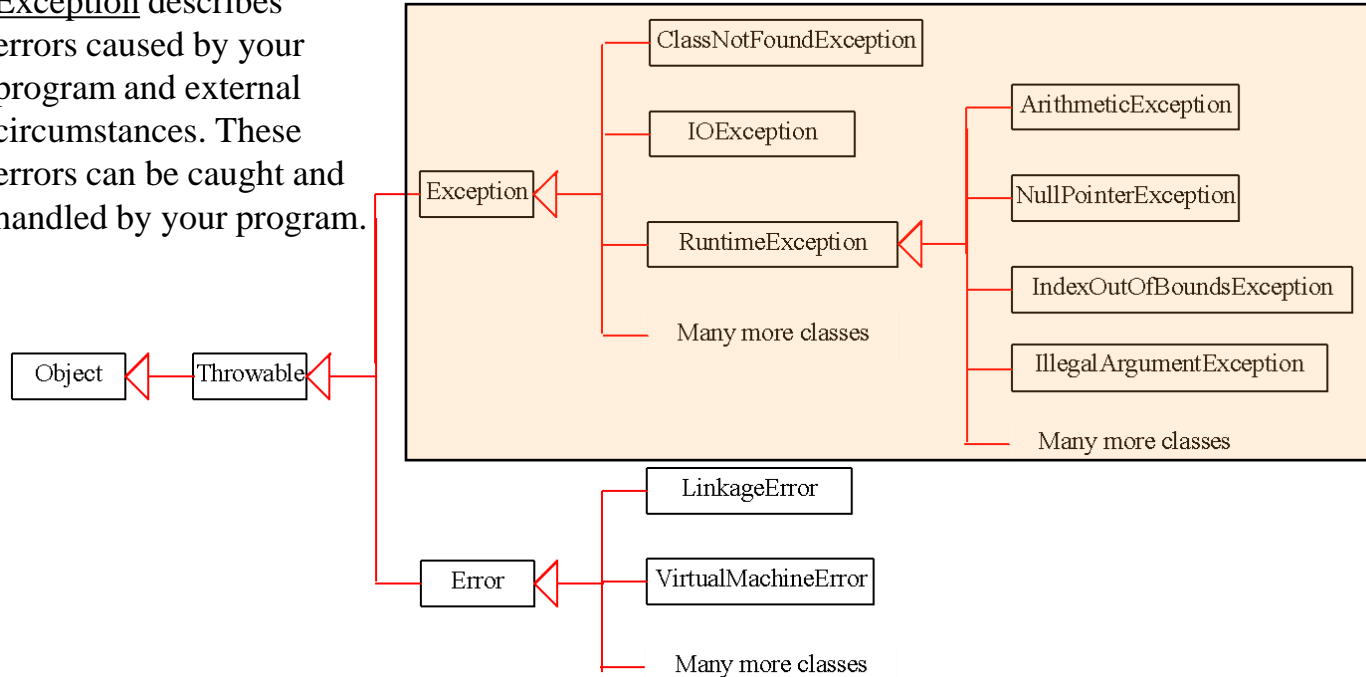 Exception describes
errors caused by your
program and external
circumstances. These
errors can be caught and
handled by your program.
ClassNotFoundException
IOException
Exception
RuntimeException
Many more classes
ArithmeticException
NullPointerException
IndexOutOfBoundsException
IllegalArgumentException
Many more classes
Object
Throwable
LinkageError
Error
VirtualMachineError
Many more classes